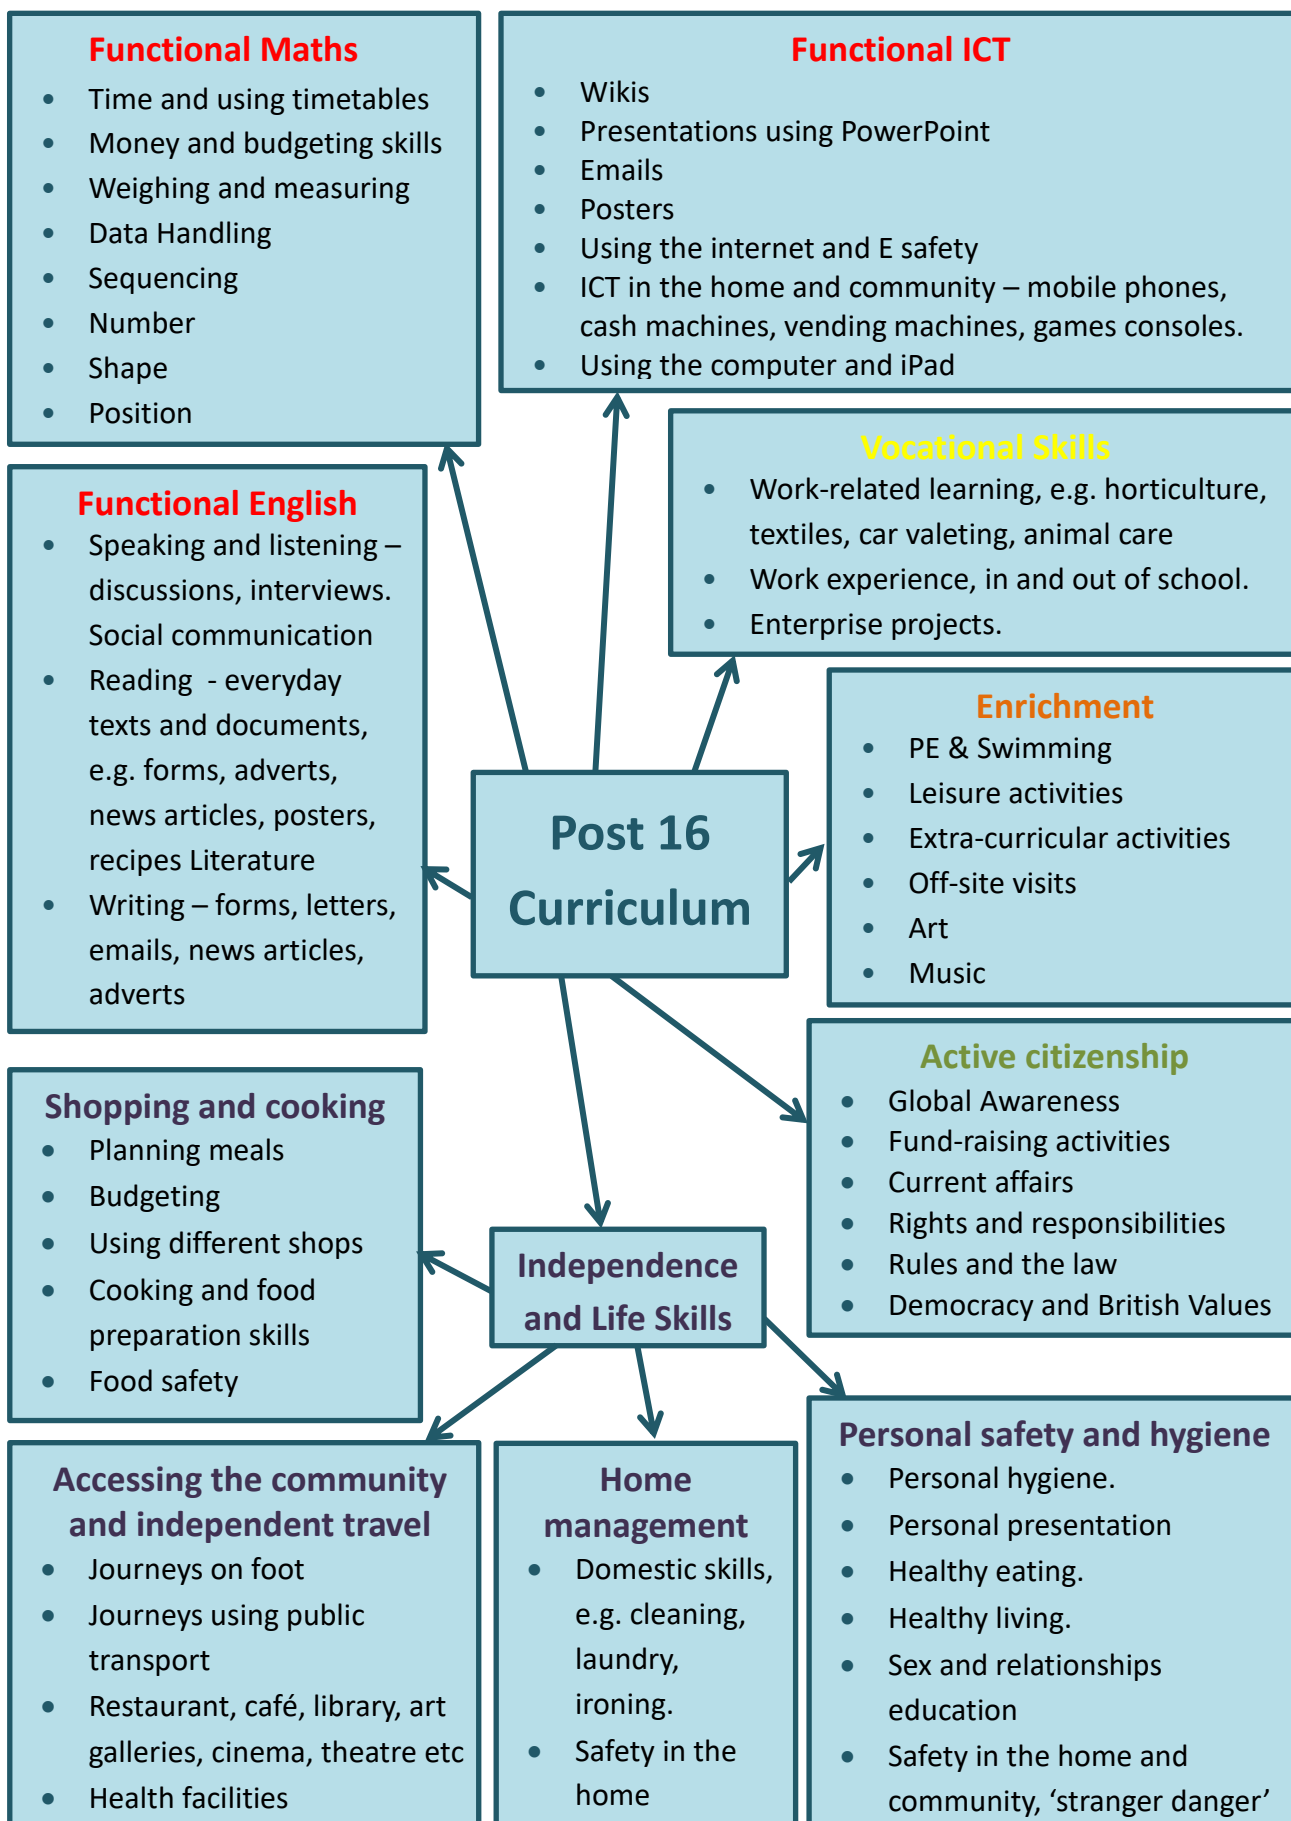 Functional Maths
• Time and using timetables
• Money and budgeting skills
• Weighing and measuring
• Data Handling
• Sequencing
• Number
• Shape
• Position
Functional ICT
• Wikis
• Presentations using PowerPoint
• Emails
• Posters
• Using the internet and E safety
• ICT in the home and community – mobile phones,
cash machines, vending machines, games consoles.
• Using the computer and iPad
Vocational Skills
• Work-related learning, e.g. horticulture,
textiles, car valeting, animal care
• Work experience, in and out of school.
• Enterprise projects.
Functional English
• Speaking and listening –
discussions, interviews.
Social communication
• Reading - everyday
texts and documents,
e.g. forms, adverts,
news articles, posters,
recipes Literature
• Writing – forms, letters,
emails, news articles,
adverts
Post 16
Curriculum
Enrichment
• PE & Swimming
• Leisure activities
• Extra-curricular activities
• Off-site visits
• Art
• Music
Active citizenship
• Global Awareness
• Fund-raising activities
• Current affairs
• Rights and responsibilities
• Rules and the law
• Democracy and British Values
Shopping and cooking
• Planning meals
• Budgeting
• Using different shops
• Cooking and food
preparation skills
• Food safety
Independence
and Life Skills
Accessing the community
and independent travel
• Journeys on foot
• Journeys using public
transport
• Restaurant, café, library, art
galleries, cinema, theatre etc
• Health facilities
Home
management
• Domestic skills,
e.g. cleaning,
laundry,
ironing.
• Safety in the
home
Personal safety and hygiene
• Personal hygiene.
• Personal presentation
• Healthy eating.
• Healthy living.
• Sex and relationships
education
• Safety in the home and
community, ‘stranger danger’